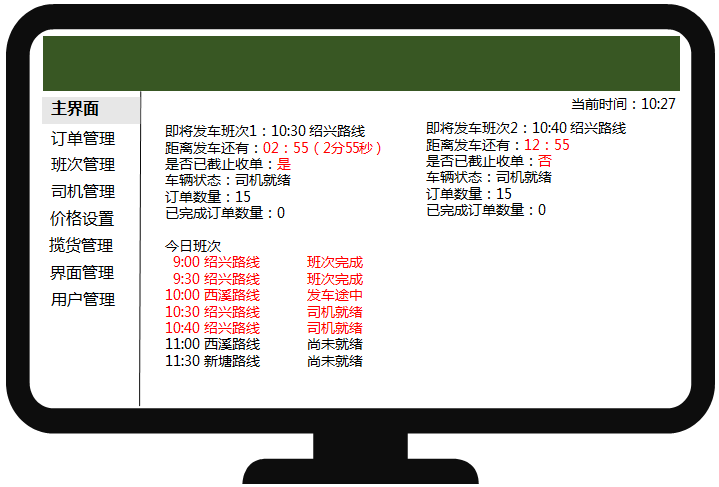 当前时间：10:27
主界面
订单管理
班次管理
司机管理
价格设置
揽货管理
界面管理
用户管理
即将发车班次1：10:30 绍兴路线
距离发车还有：02：55（2分55秒）
是否已截止收单：是
车辆状态：司机就绪
订单数量：15
已完成订单数量：0
即将发车班次2：10:40 绍兴路线
距离发车还有：12：55
是否已截止收单：否
车辆状态：司机就绪
订单数量：15
已完成订单数量：0
今日班次
9:00 绍兴路线 班次完成
9:30 绍兴路线 班次完成
10:00 西溪路线 发车途中
10:30 绍兴路线 司机就绪
10:40 绍兴路线 司机就绪
11:00 西溪路线 尚未就绪
11:30 新塘路线 尚未就绪